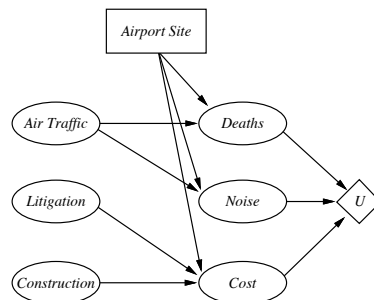 Airport Site
Air Traffic
Deaths
Litigation
Noise
U
Construction
Cost